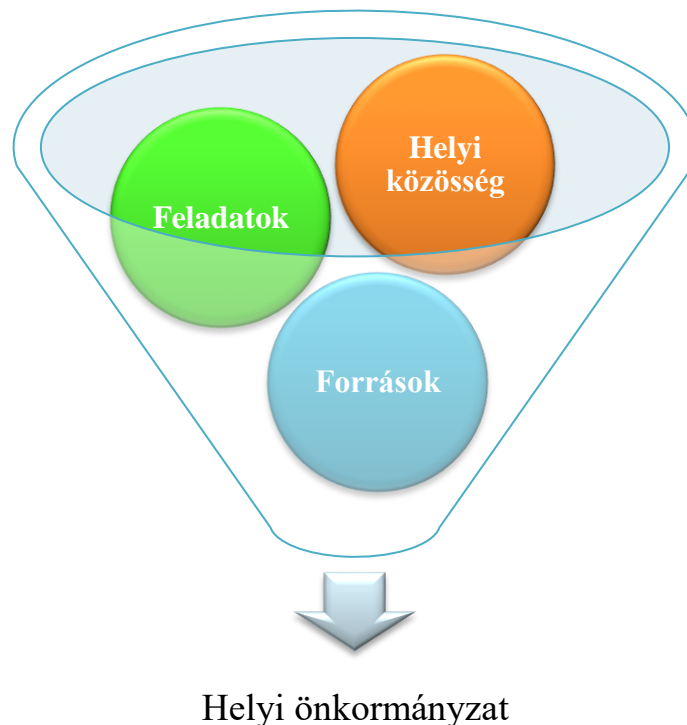 Helyi
közösség
Feladatok
Források
Helyi önkormányzat